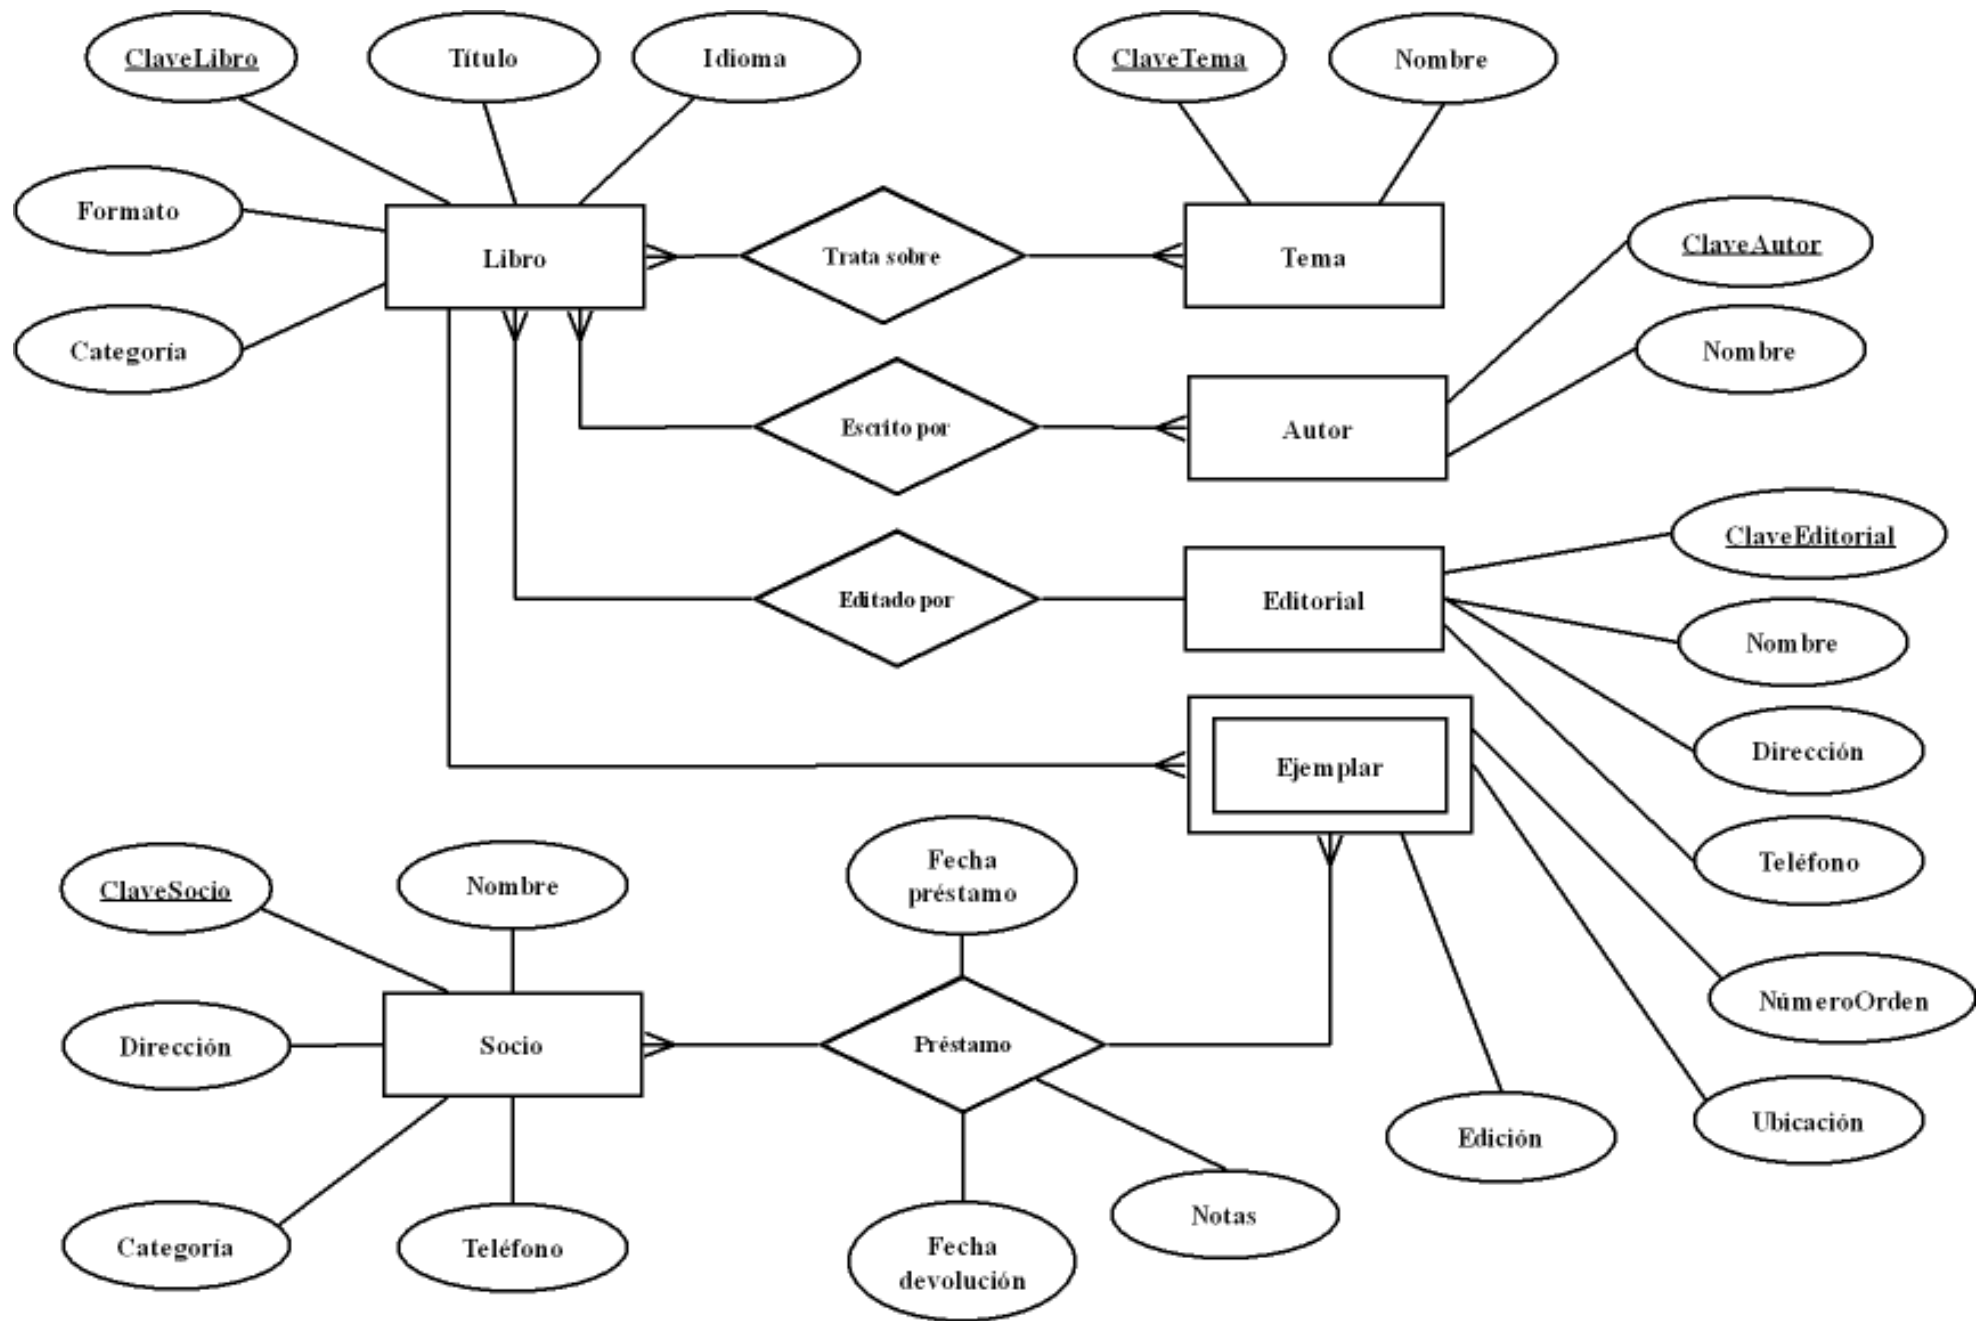 ClaveLibro
Título
Idioma
ClaveTema
Nombre
Formato
Categoría
Libro
Trata sobre
Tema
ClaveAutor
Nombre
Escrito por
Autor
Editado por
Editorial
ClaveEditorial
Nombre
Dirección
Teléfono
Ejemplar
NúmeroOrden
Ubicación
Edición
ClaveSocio
Nombre
Dirección
Socio
Categoría
Teléfono
Fecha
préstamo
Préstamo
Fecha
devolución
Notas